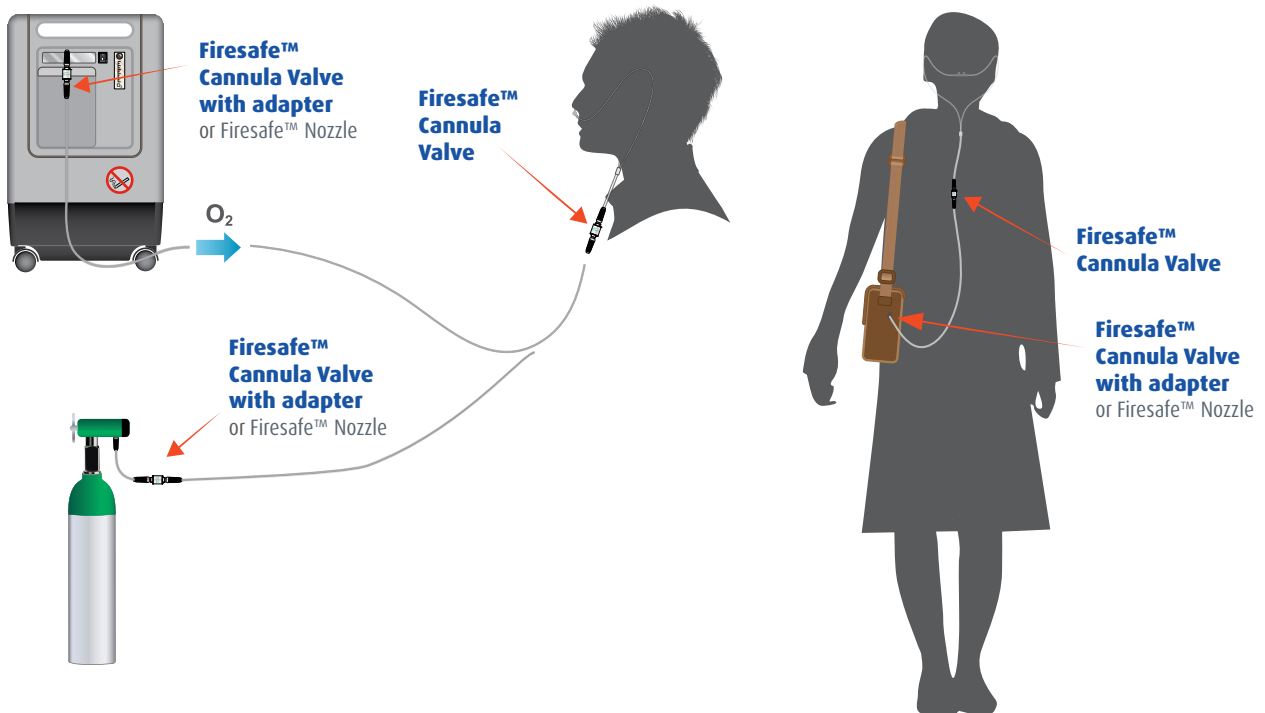 Firesafe™
Cannula Valve
with adapter
or Firesafe™ Nozzle
Firesafe™
Cannula
Valve
O₂
Firesafe™
Cannula Valve
Firesafe™
Cannula Valve
with adapter
or Firesafe™ Nozzle
Firesafe™
Cannula Valve
with adapter
or Firesafe™ Nozzle